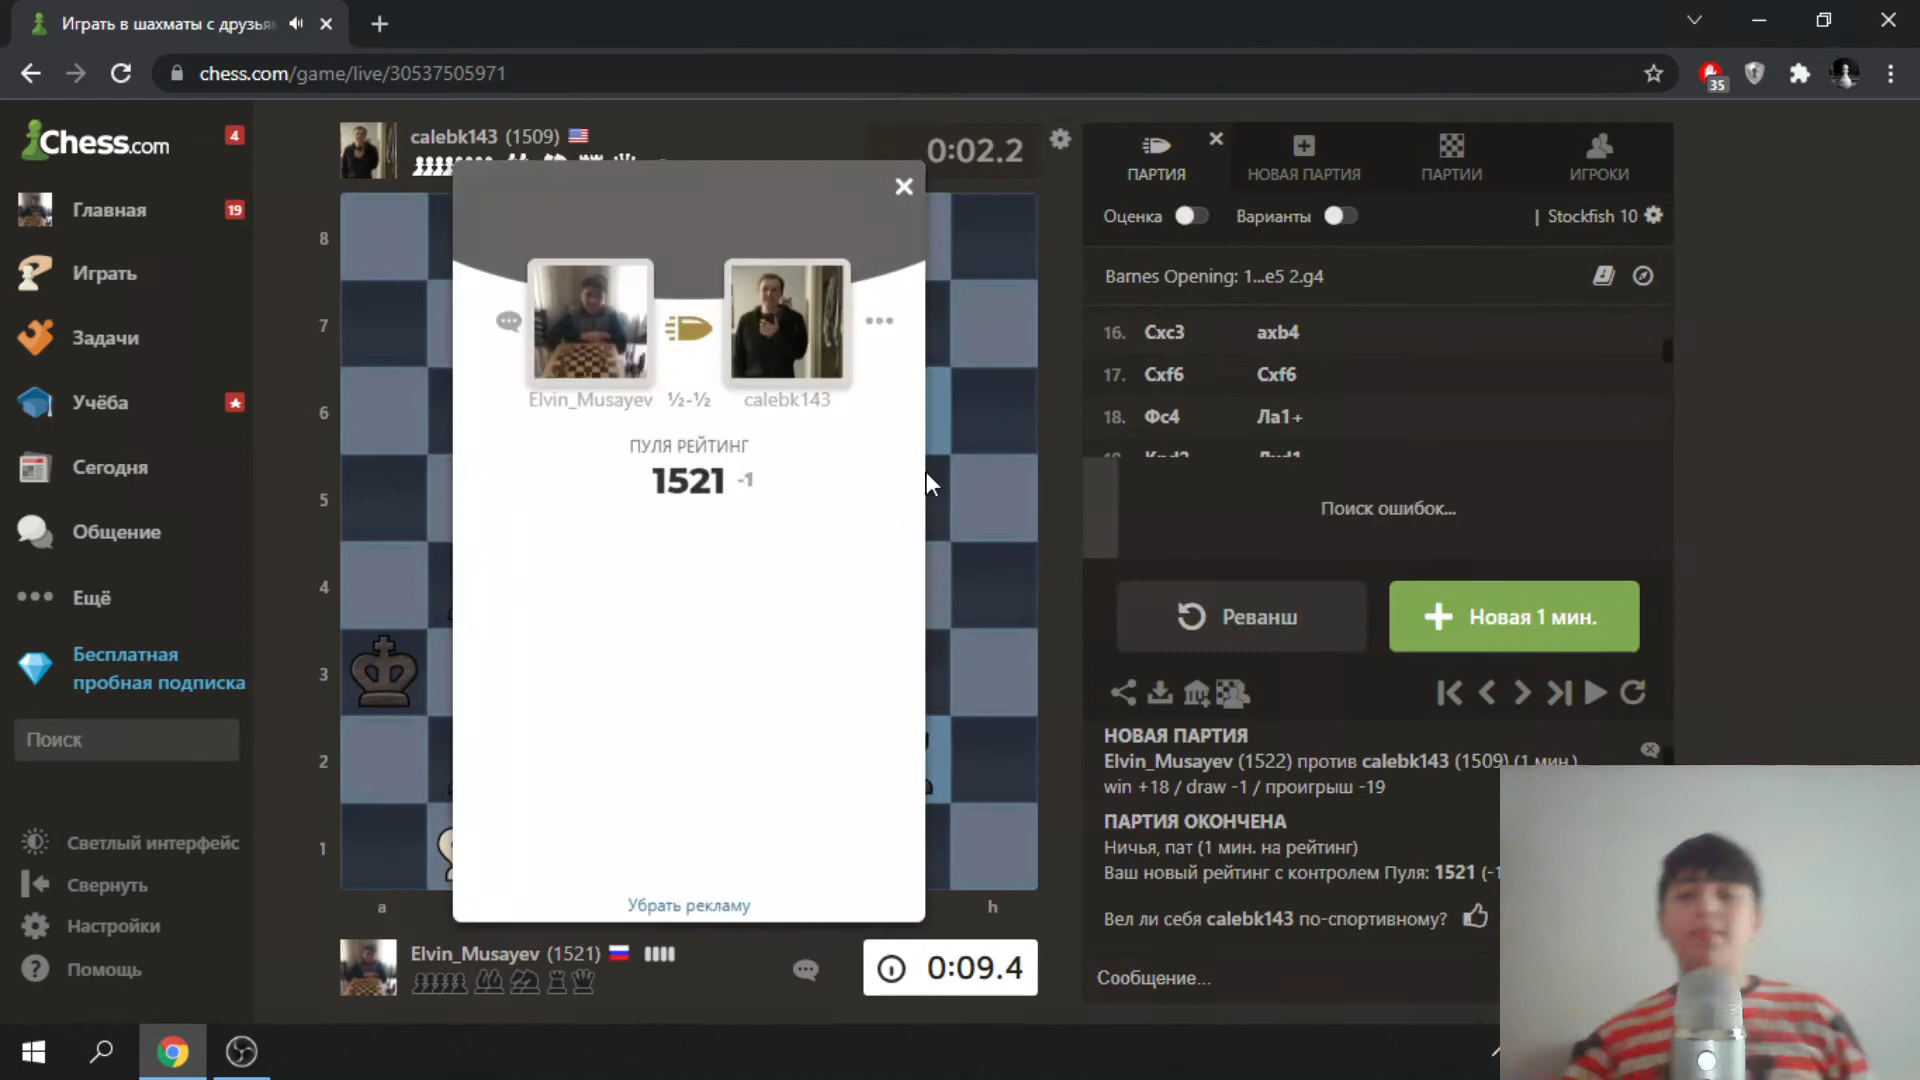 Играть в шахматы с друзья
chess.com/game/live/30537505971
35
Chess.com
4
Главная
19
Играть
Задачи
Учёба
Сегодня
Общение
Ещё
Бесплатная
пробная подписка
Поиск
Светлый интерфейс
Свернуть
Настройки
Помощь
calebk143 (1509)
0:02.2
8
7
6
5
4
3
2
1
a
h
Elvin_Musayev
½-½
calebk143
ПУЛЯ РЕЙТИНГ
1521 -1
Убрать рекламу
Elvin_Musayev (1521)
0:09.4
ПАРТИЯ
НОВАЯ ПАРТИЯ
ПАРТИИ
ИГРОКИ
Оценка
Варианты
| Stockfish 10
Barnes Opening: 1...e5 2.g4
16. Cxc3 axb4
17. Cxf6 Cxf6
18. Фc4 Лa1+
Поиск ошибок...
Реванш
Новая 1 мин.
НОВАЯ ПАРТИЯ
Elvin_Musayev (1522) против calebk143 (1509) (1 мин.)
win +18 / draw -1 / проигрыш -19
ПАРТИЯ ОКОНЧЕНА
Ничья, пат (1 мин. на рейтинг)
Ваш новый рейтинг с контролем Пуля: 1521 (-1
Вел ли себя calebk143 по-спортивному?
Сообщение...